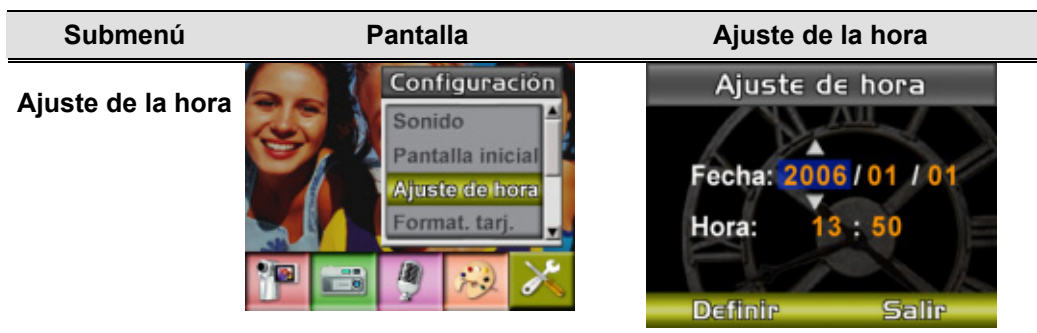 Submenú Pantalla Ajuste de la hora
Ajuste de la hora
Configuración
Sonido
Pantalla inicial
Ajuste de hora
Format. tarj.
Ajuste de hora
Fecha: 2006 / 01 / 01
Hora: 13 : 50
Definir Salir